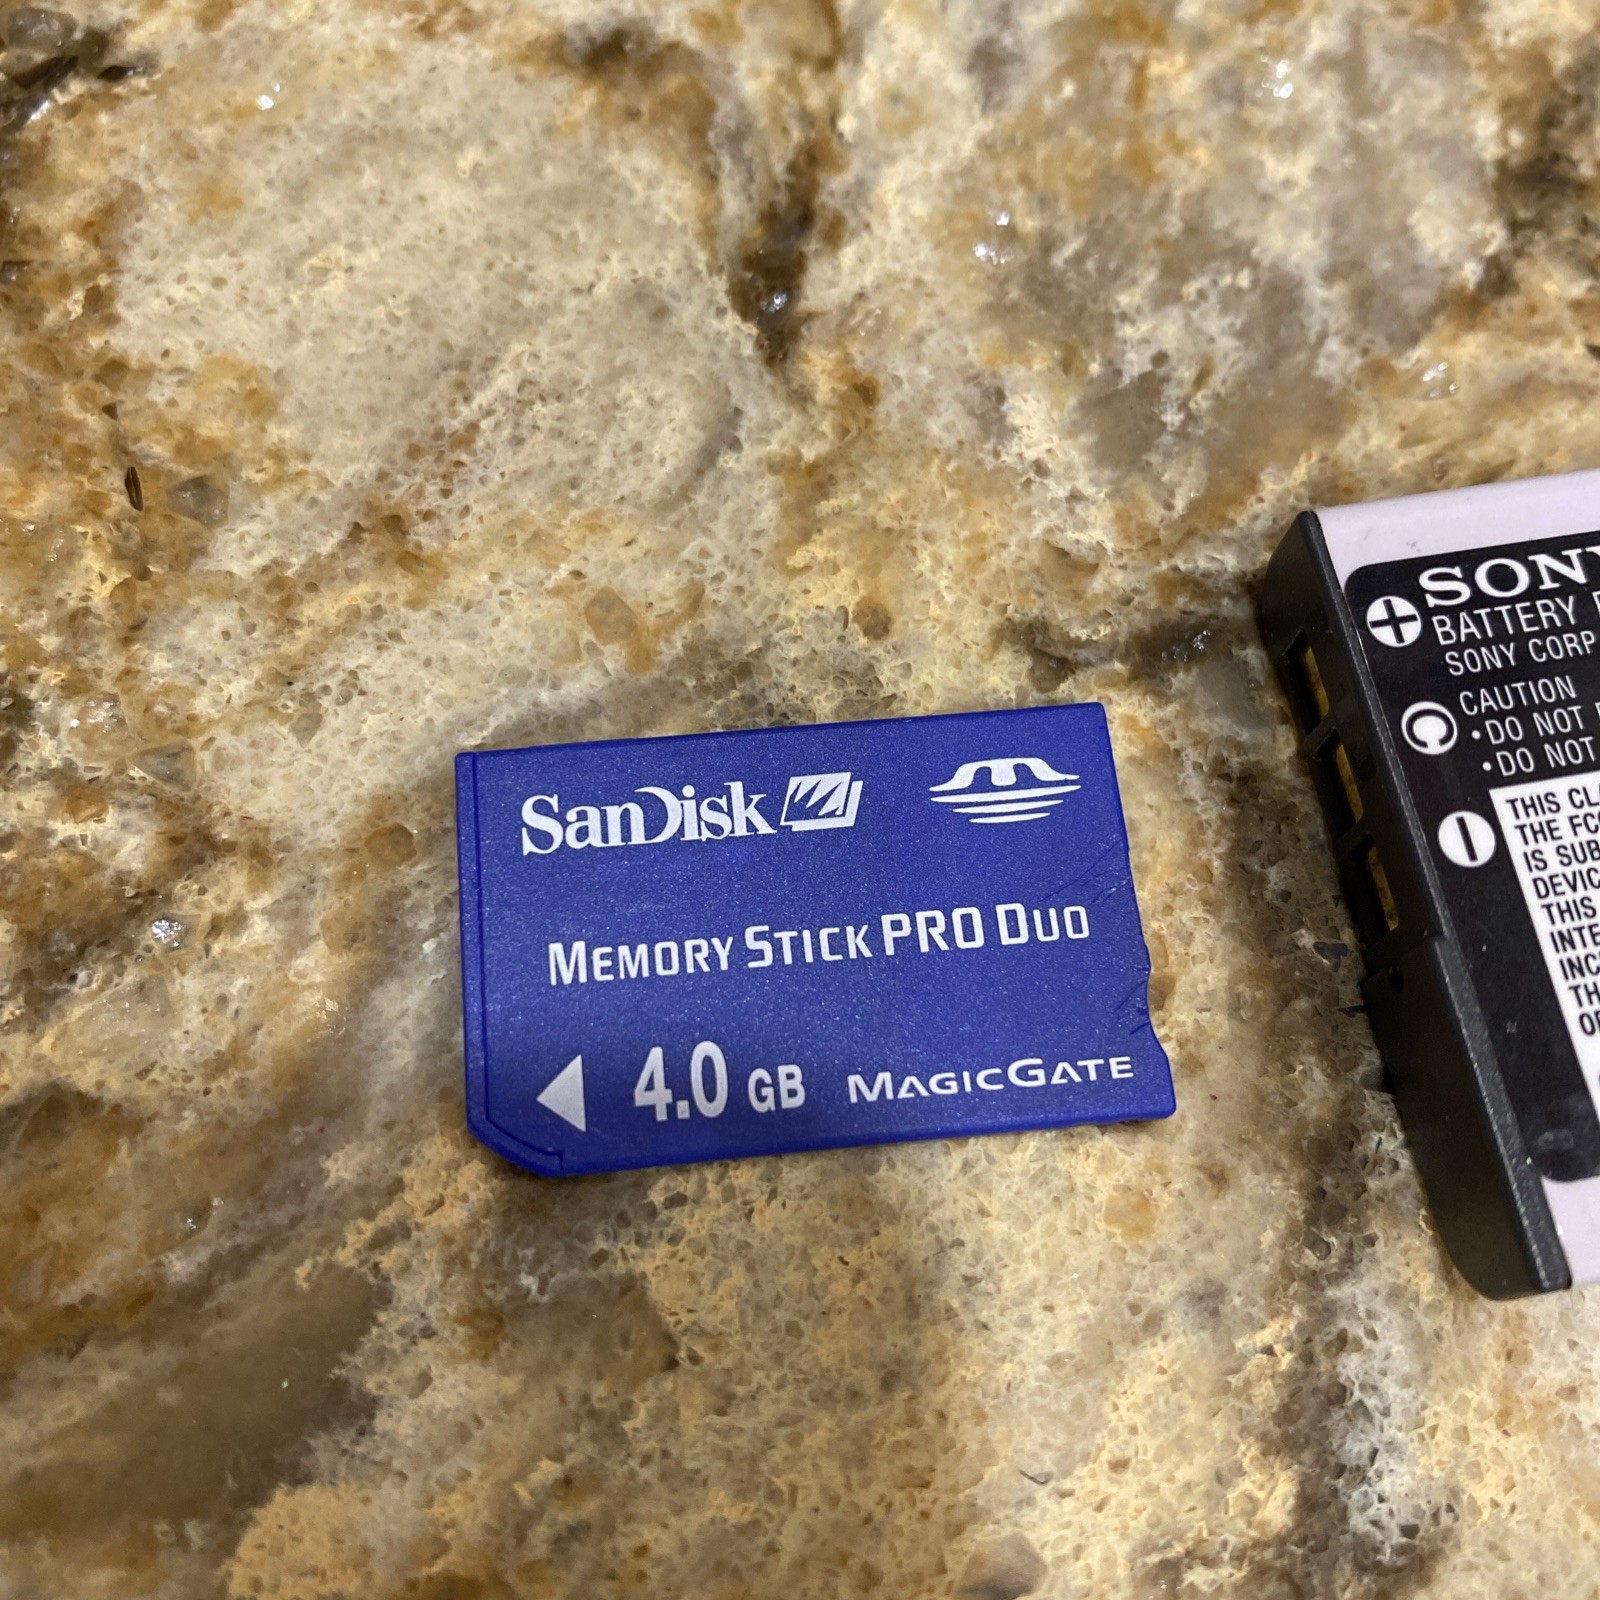 SanDisk
MEMORY STICK PRO DUO
4.0 GB MAGICGATE
SONY
BATTERY
SONY CORP
CAUTION
•DO NOT
•DO NOT
THIS
THE
IS
THIS